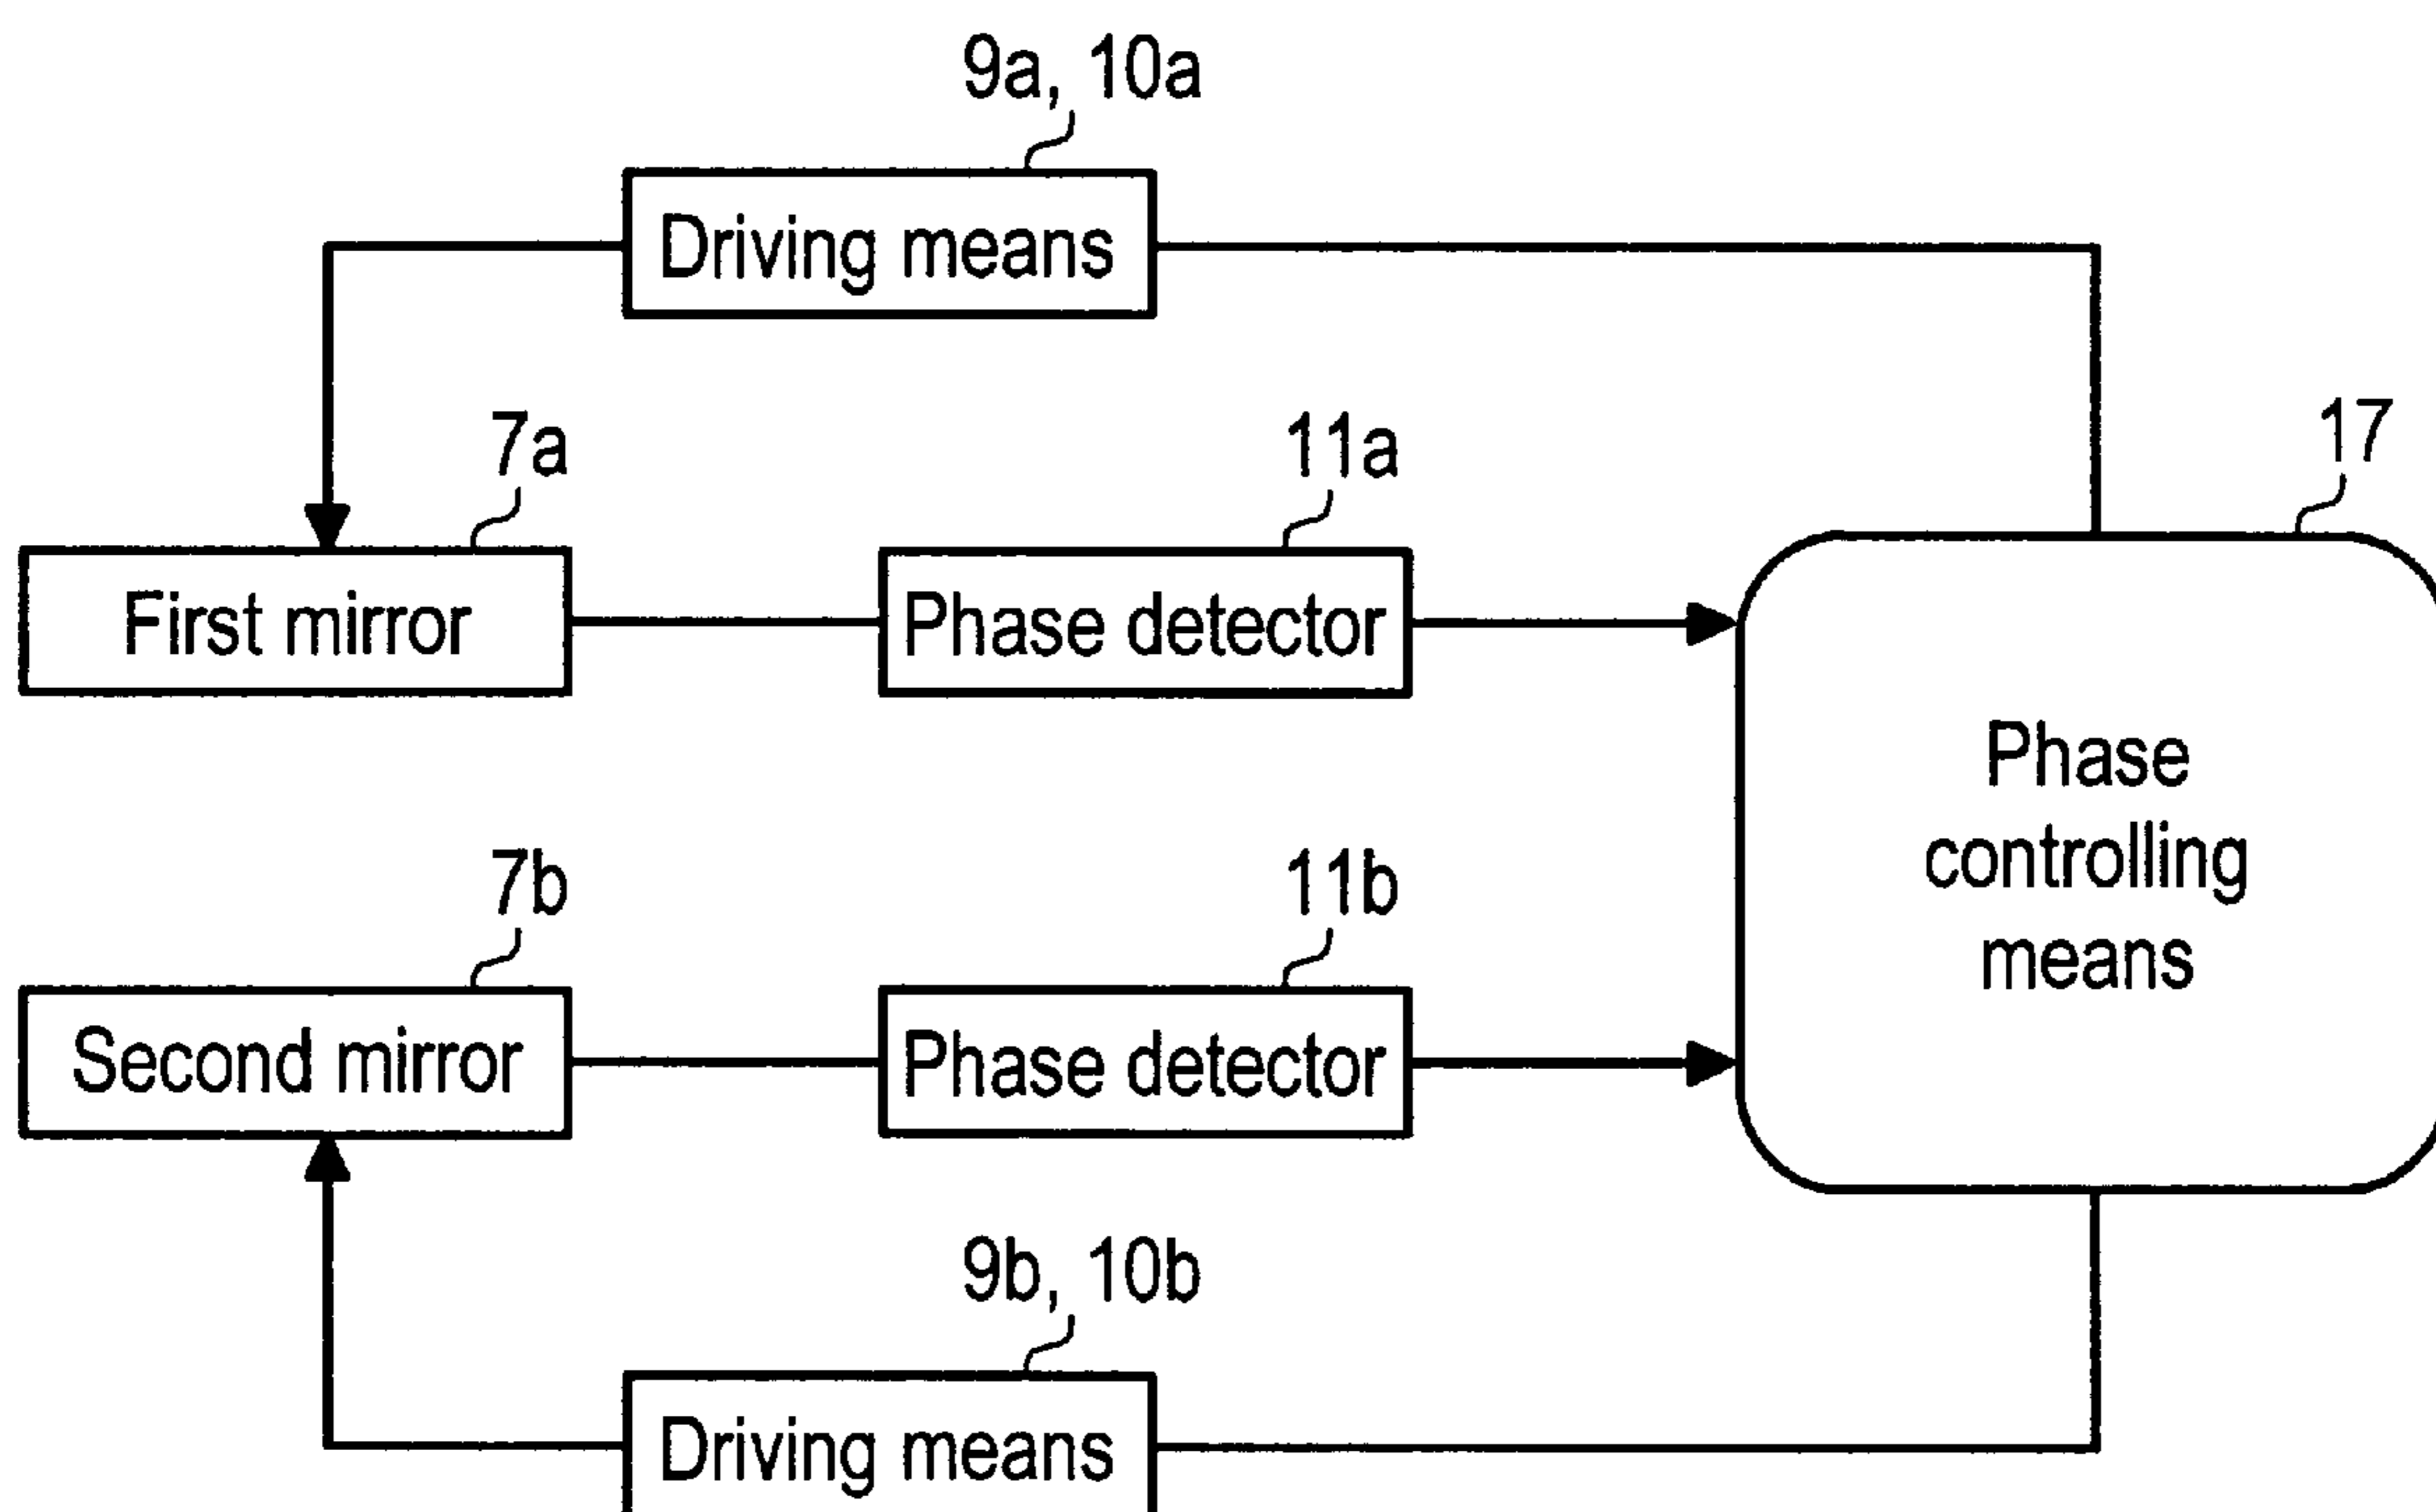 9a, 10a
Driving means
7a
11a
17
First mirror
Phase detector
Phase
controlling
means
7b
11b
Second mirror
Phase detector
9b, 10b
Driving means